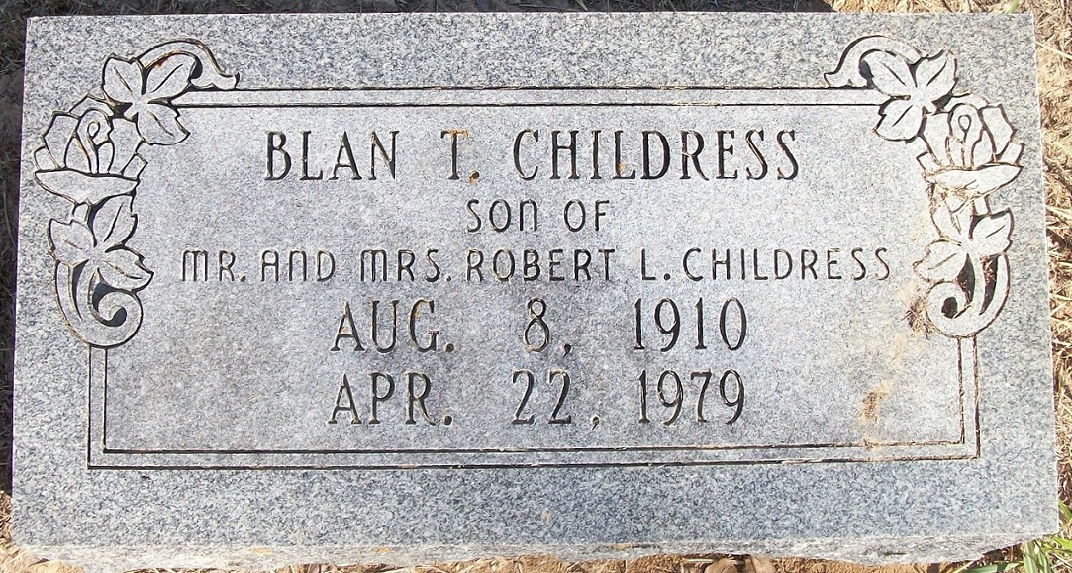 BLAN T. CHILDRESS
SON OF
MR. AND MRS. ROBERT L. CHILDRESS
AUG. 8, 1910
APR. 22, 1979